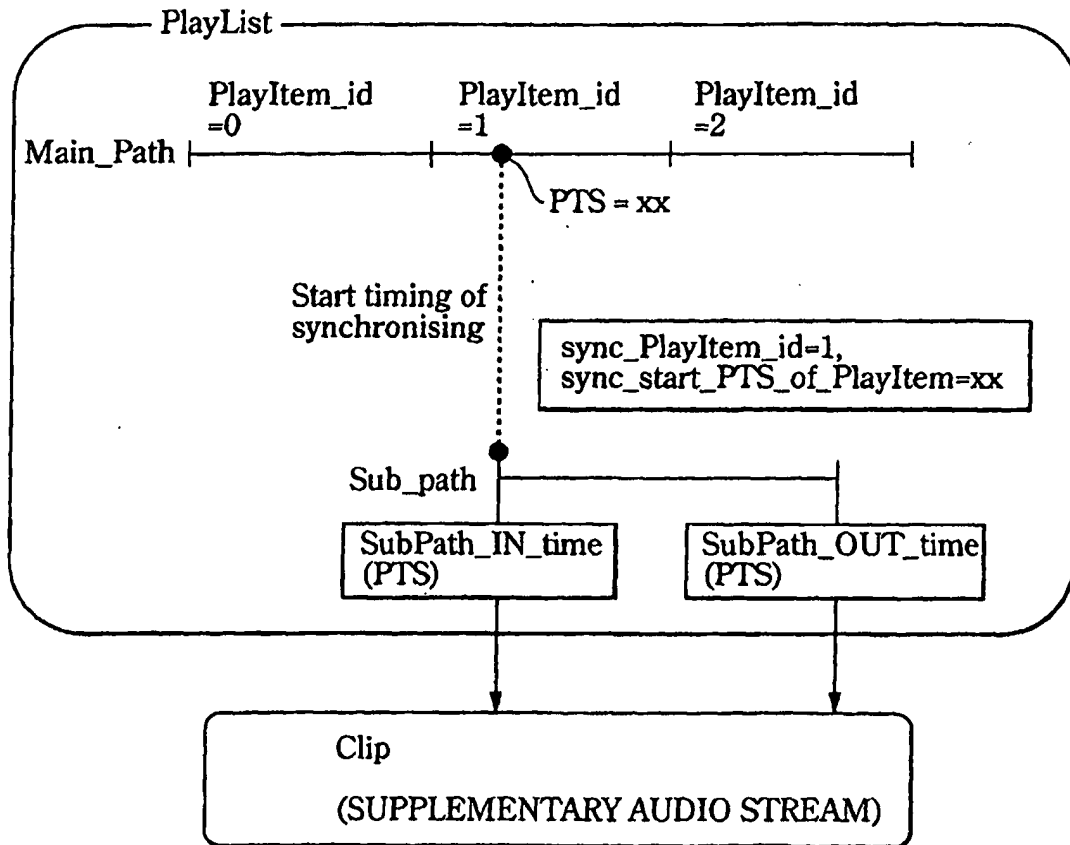 PlayList
PlayItem_id
=0
PlayItem_id
=1
PlayItem_id
=2
Main_Path
PTS = xx
Start timing of
synchronising
sync_PlayItem_id=1,
sync_start_PTS_of_PlayItem=xx
Sub_path
SubPath_IN_time
(PTS)
SubPath_OUT_time
(PTS)
Clip
(SUPPLEMENTARY AUDIO STREAM)